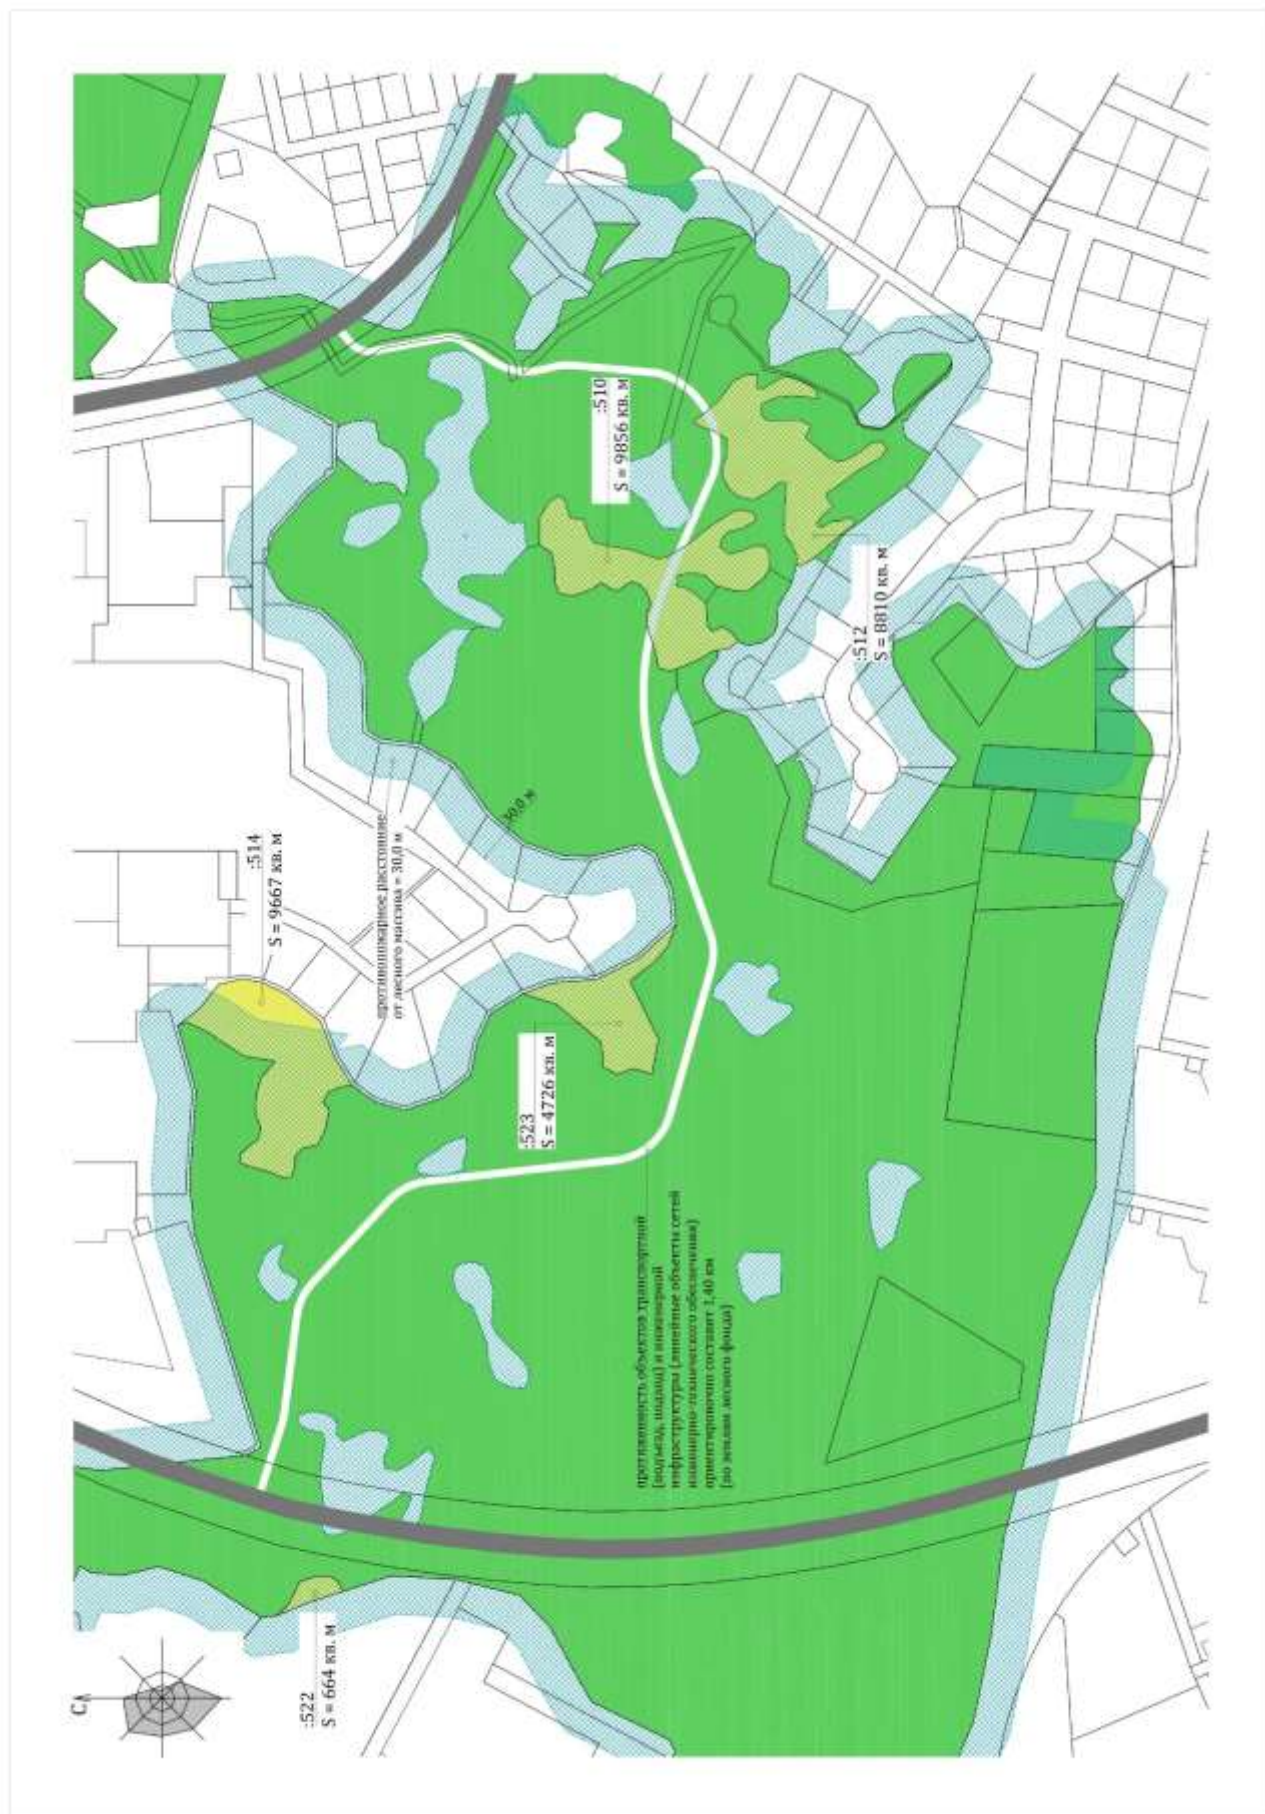 С
:522
S = 664 кв. м
:514
S = 9667 кв. м
противопожарное расстояние
от лесного массива = 30,0 м
30,0 м
:523
S = 4726 кв. м
:510
S = 9856 кв. м
:512
S = 8810 кв. м
протяженность объектов транспортной
(подъезд, подход) и инженерной
инфраструктуры (линейные объекты сетей
инженерно-технического обеспечения)
ориентировочно составит 1,40 км
(по землям лесного фонда)